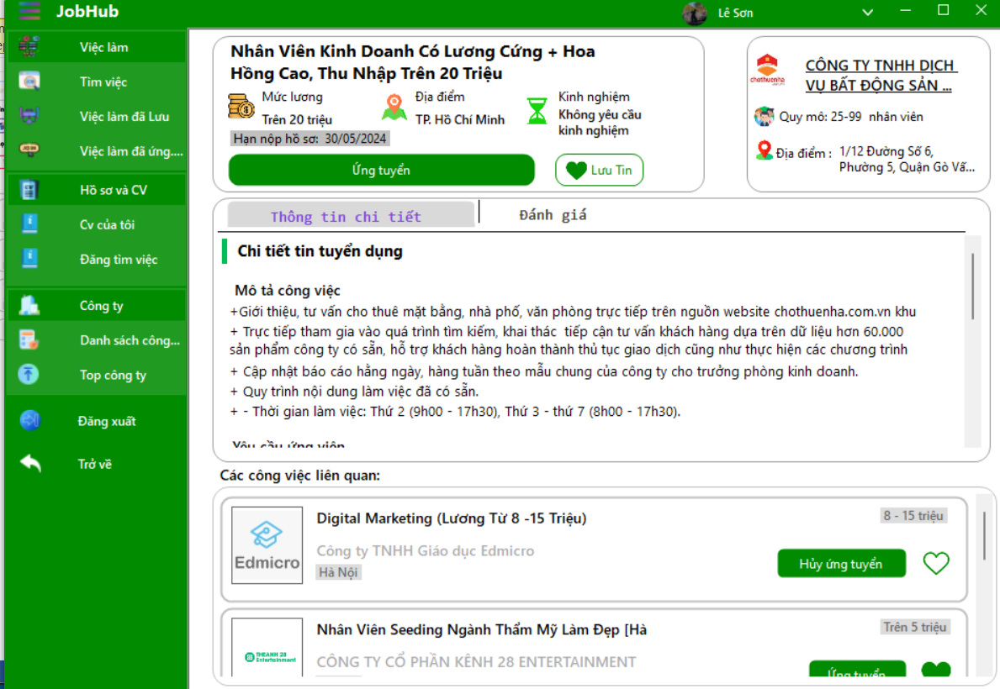 JobHub
Lê Sơn
Việc làm
Tìm việc
Việc làm đã Lưu
Việc làm đã ứng....
Hồ sơ và CV
Cv của tôi
Đăng tìm việc
Công ty
Danh sách công...
Top công ty
Đăng xuất
Trở về
Nhân Viên Kinh Doanh Có Lương Cứng + Hoa
Hồng Cao, Thu Nhập Trên 20 Triệu
Mức lương
Trên 20 triệu
Địa điểm
TP. Hồ Chí Minh
Kinh nghiệm
Không yêu cầu
kinh nghiệm
Hạn nộp hồ sơ: 30/05/2024
Ứng tuyển
Lưu Tin
chothuenha
CÔNG TY TNHH DỊCH
VỤ BẤT ĐỘNG SẢN ...
Quy mô: 25-99 nhân viên
Địa điểm : 1/12 Đường Số 6,
Phường 5, Quận Gò Vấ...
Thông tin chi tiết
Đánh giá
Chi tiết tin tuyển dụng
Mô tả công việc
+Giới thiệu, tư vấn cho thuê mặt bằng, nhà phố, văn phòng trực tiếp trên nguồn website chothuenha.com.vn khu
+ Trực tiếp tham gia vào quá trình tìm kiếm, khai thác tiếp cận tư vấn khách hàng dựa trên dữ liệu hơn 60.000
sản phẩm công ty có sẵn, hỗ trợ khách hàng hoàn thành thủ tục giao dịch cũng như thực hiện các chương trình
+ Cập nhật báo cáo hằng ngày, hàng tuần theo mẫu chung của công ty cho trưởng phòng kinh doanh.
+ Quy trình nội dung làm việc đã có sẵn.
+ - Thời gian làm việc: Thứ 2 (9h00 - 17h30), Thứ 3 - thứ 7 (8h00 - 17h30).
Yêu cầu ứng viên
Các công việc liên quan:
Edmicro
Digital Marketing (Lương Từ 8 -15 Triệu)
8 - 15 triệu
Công ty TNHH Giáo dục Edmicro
Hà Nội
Hủy ứng tuyển
THEANH 28
Entertainment
Nhân Viên Seeding Ngành Thẩm Mỹ Làm Đẹp [Hà
Trên 5 triệu
CÔNG TY CỔ PHẦN KÊNH 28 ENTERTAINMENT
Ứng tuyển